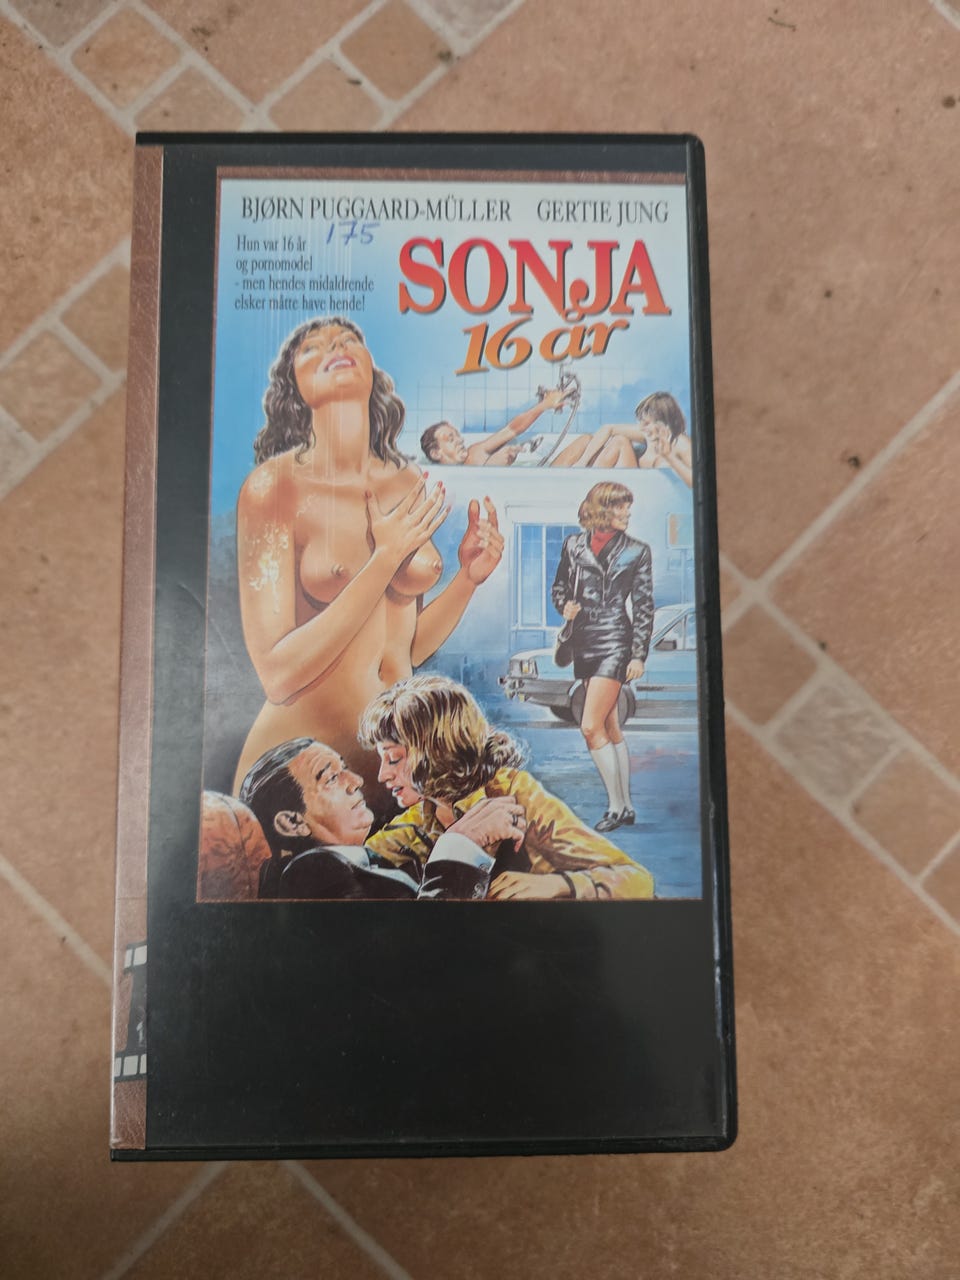 BJØRN PUGGAARD-MÜLLER GERTIE JUNG
175
Hun var 16 år
og pornomodel
- men hendes midaldrende
elsker måtte have hende!
SONJA
16 år